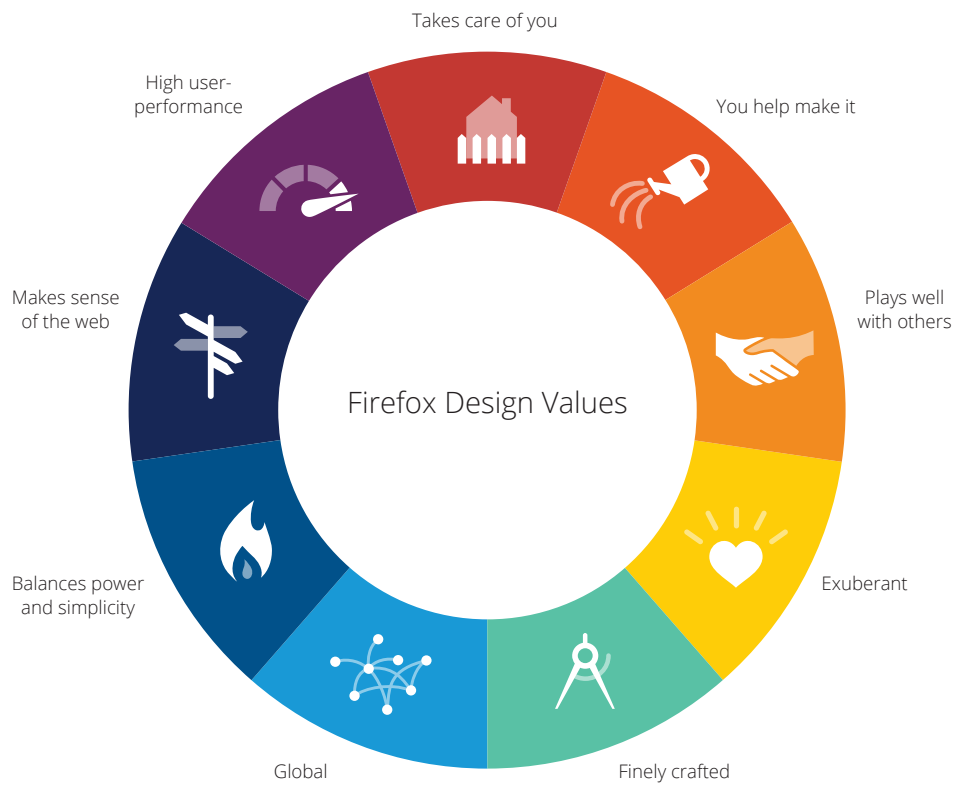 Takes care of you
High user-
performance
You help make it
Makes sense
of the web
Plays well
with others
Firefox Design Values
Balances power
and simplicity
Exuberant
Global
Finely crafted